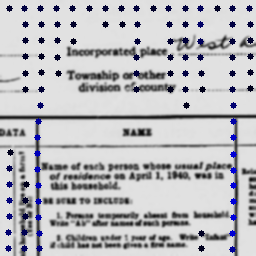 Incorporated place West
Township or other
division of county
DATA
NAME
Name of each person whose usual place
of residence on April 1, 1940, was in
this household.
BE SURE TO INCLUDE:
1. Persons temporarily absent from household.
Write "Ab" after names of such persons.
2. Children under 1 year of age. Write "Infant"
if child has not been given a first name.